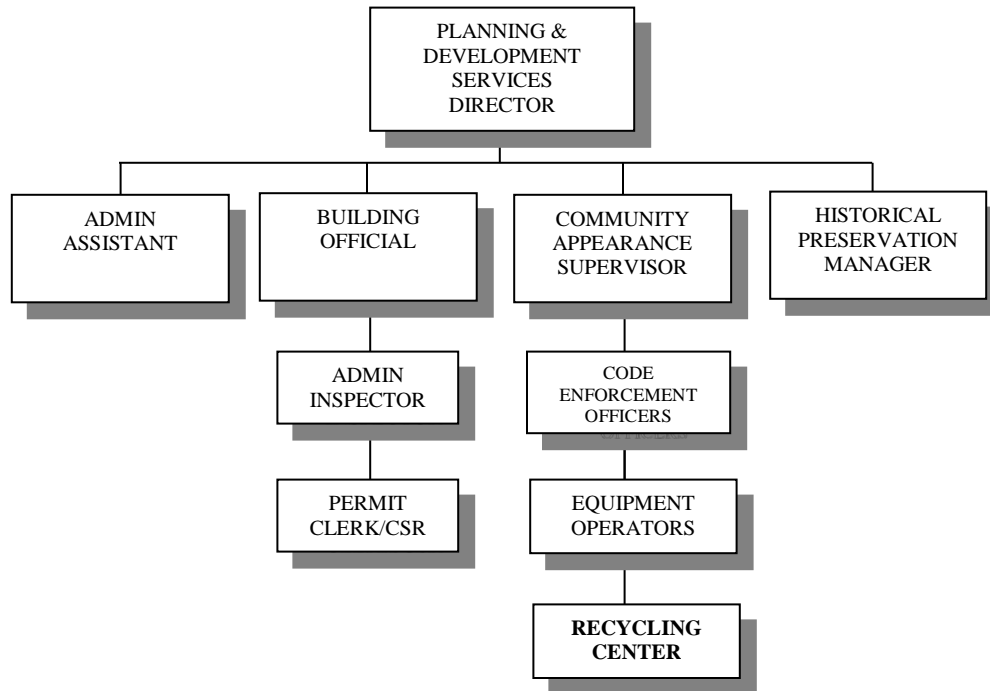 PLANNING &
DEVELOPMENT
SERVICES
DIRECTOR
ADMIN
ASSISTANT
BUILDING
OFFICIAL
COMMUNITY
APPEARANCE
SUPERVISOR
HISTORICAL
PRESERVATION
MANAGER
ADMIN
INSPECTOR
CODE
ENFORCEMENT
OFFICERS
PERMIT
CLERK/CSR
EQUIPMENT
OPERATORS
RECYCLING
CENTER